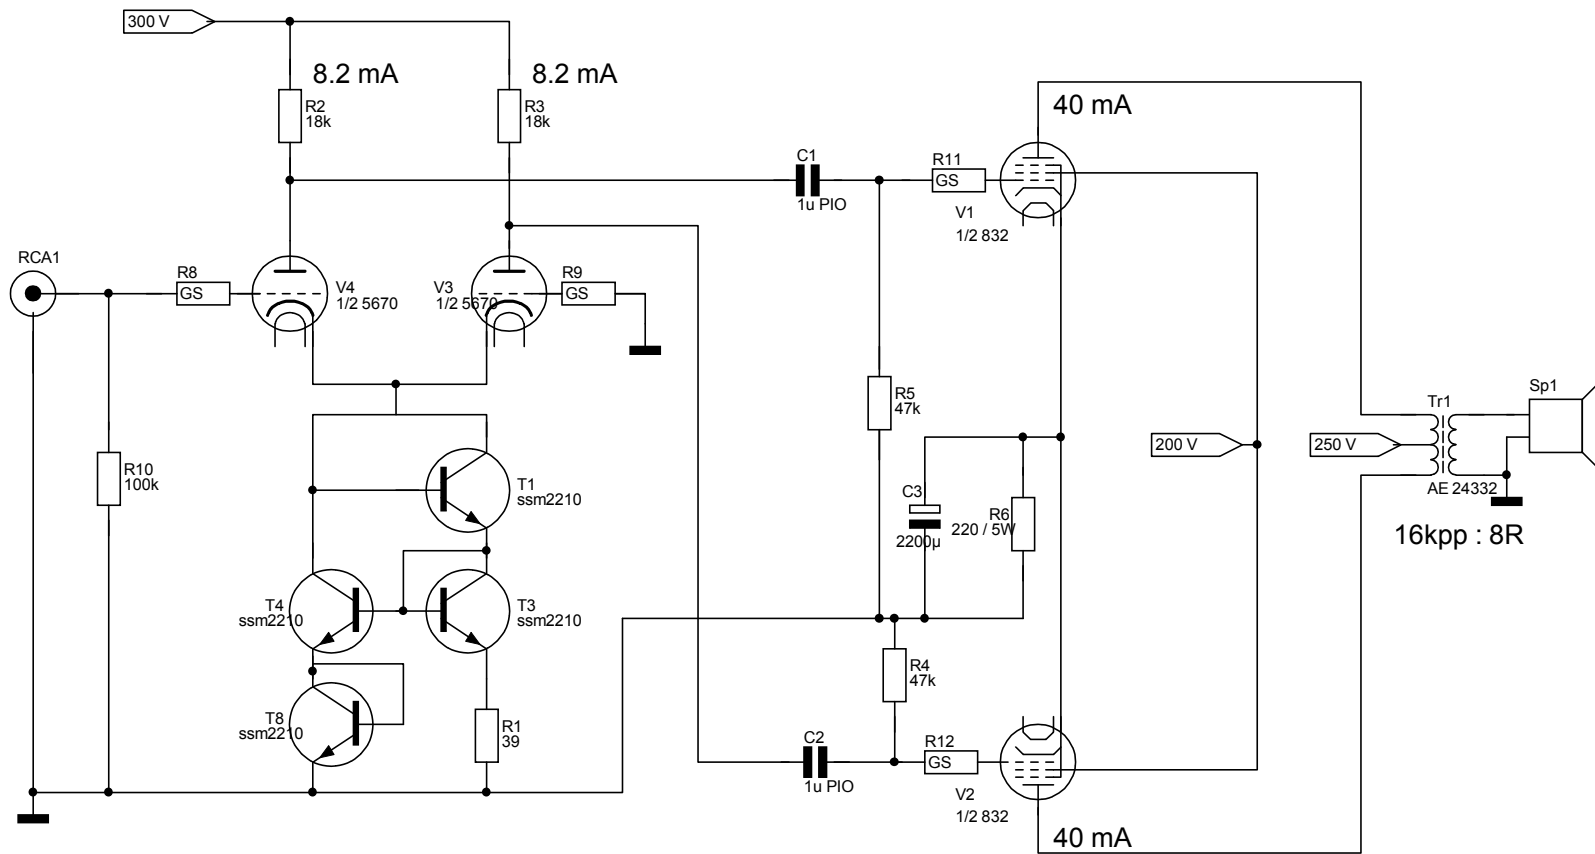 300 V
8.2 mA
8.2 mA
R2
18k
R3
18k
40 mA
C1
1u PIO
R11
GS
V1
1/2 832
RCA1
R8
GS
V4
1/2 5670
V3
1/2 5670
R9
GS
R5
47k
Tr1
Sp1
200 V
250 V
AE 24332
16kpp : 8R
R10
100k
T1
ssm2210
C3
2200µ
R6
220 / 5W
T4
ssm2210
T3
ssm2210
R4
47k
T8
ssm2210
R1
39
C2
1u PIO
R12
GS
V2
1/2 832
40 mA